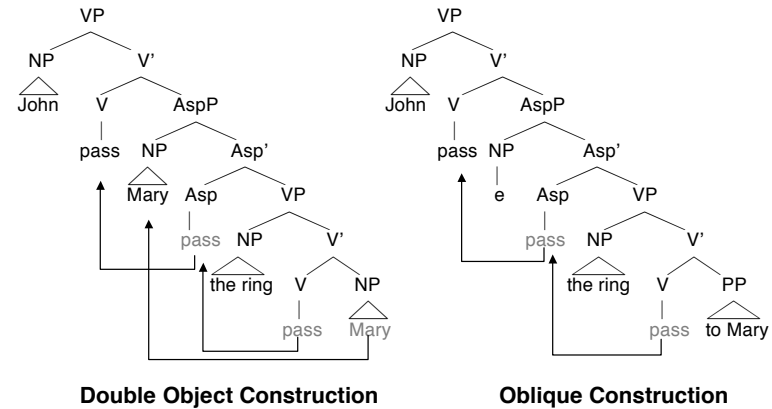 VP VP
NP V' NP V'
John V AspP John V AspP
pass NP Asp' pass NP Asp'
Mary Asp VP e Asp VP
pass NP V' pass NP V'
the ring V NP the ring V PP
pass Mary pass to Mary
Double Object Construction Oblique Construction